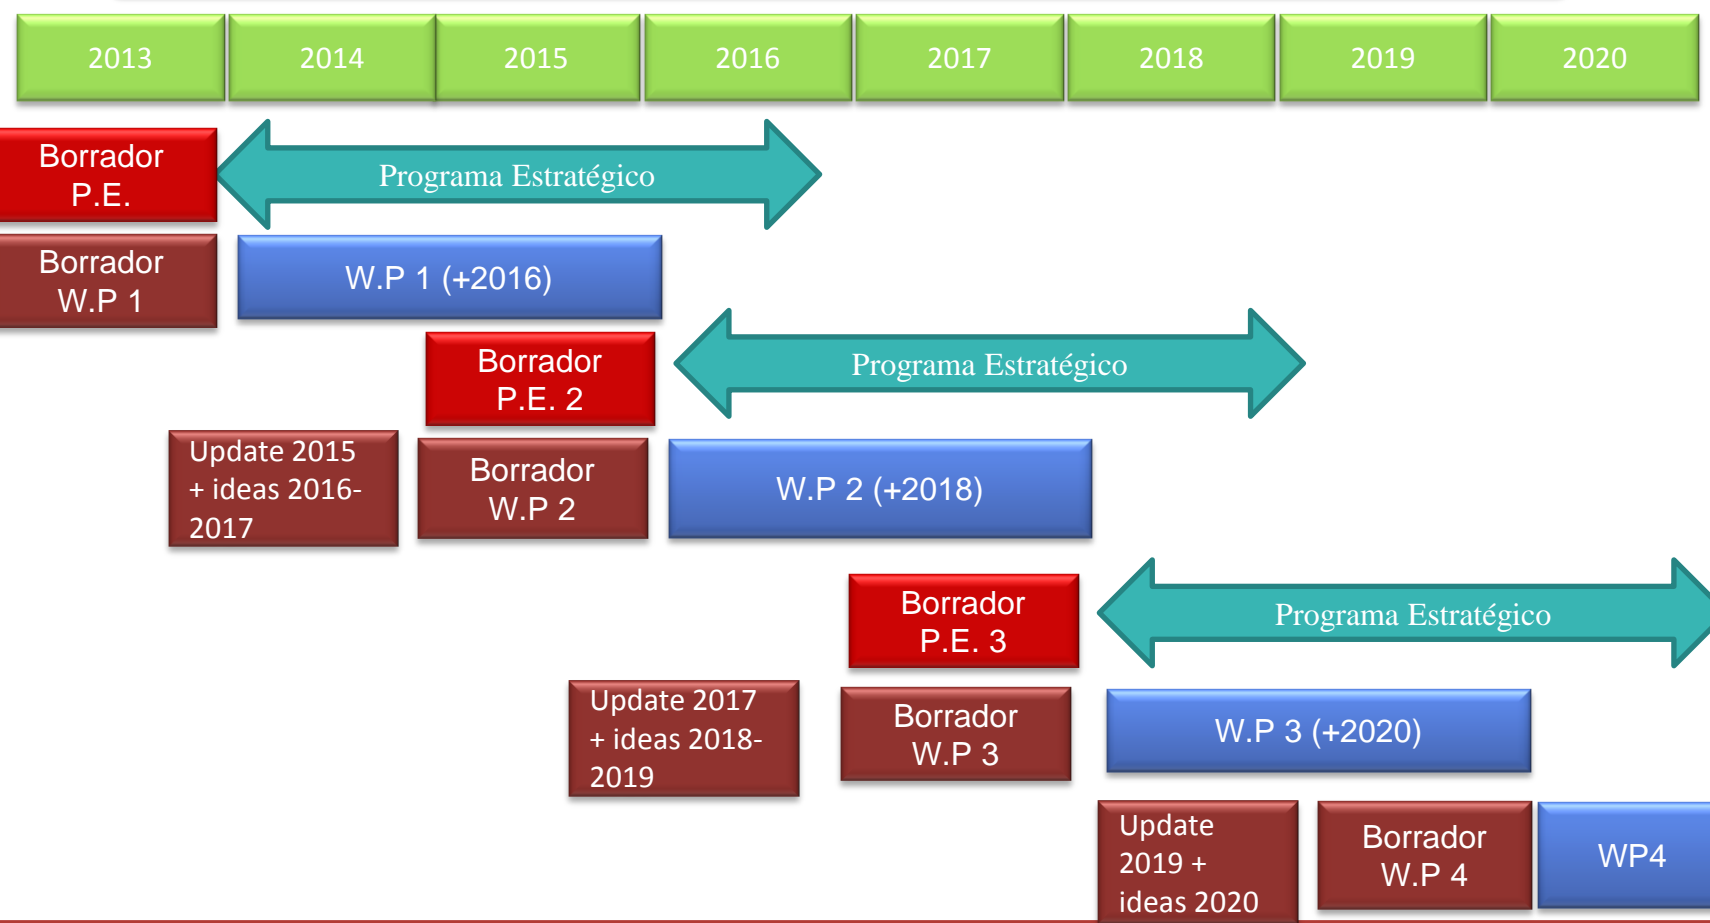 2013
2014
2015
2016
2017
2018
2019
2020
Borrador
P.E.
Programa Estratégico
Borrador
W.P 1
W.P 1 (+2016)
Borrador
P.E. 2
Programa Estratégico
Update 2015
+ ideas 2016-
2017
Borrador
W.P 2
W.P 2 (+2018)
Borrador
P.E. 3
Programa Estratégico
Update 2017
+ ideas 2018-
2019
Borrador
W.P 3
W.P 3 (+2020)
Update
2019 +
ideas 2020
Borrador
W.P 4
WP4